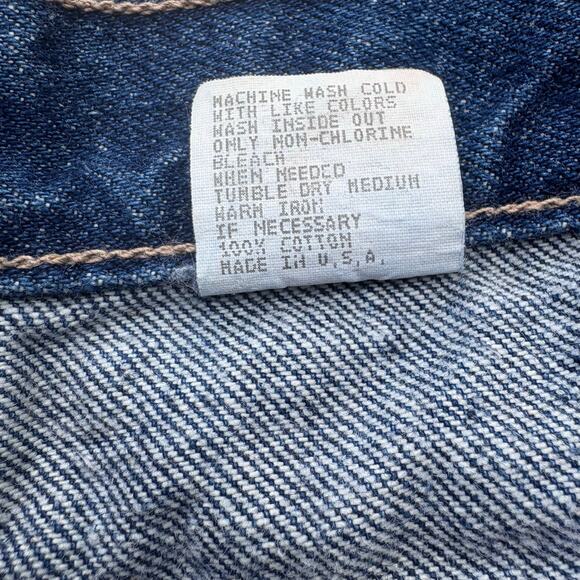 MACHINE WASH COLD
WITH LIKE COLORS
WASH INSIDE OUT
ONLY NON-CHLORINE
BLEACH
WHEN NEEDED
TUMBLE DRY MEDIUM
WARM IRON
IF NECESSARY
100% COTTON
MADE IN U.S.A.